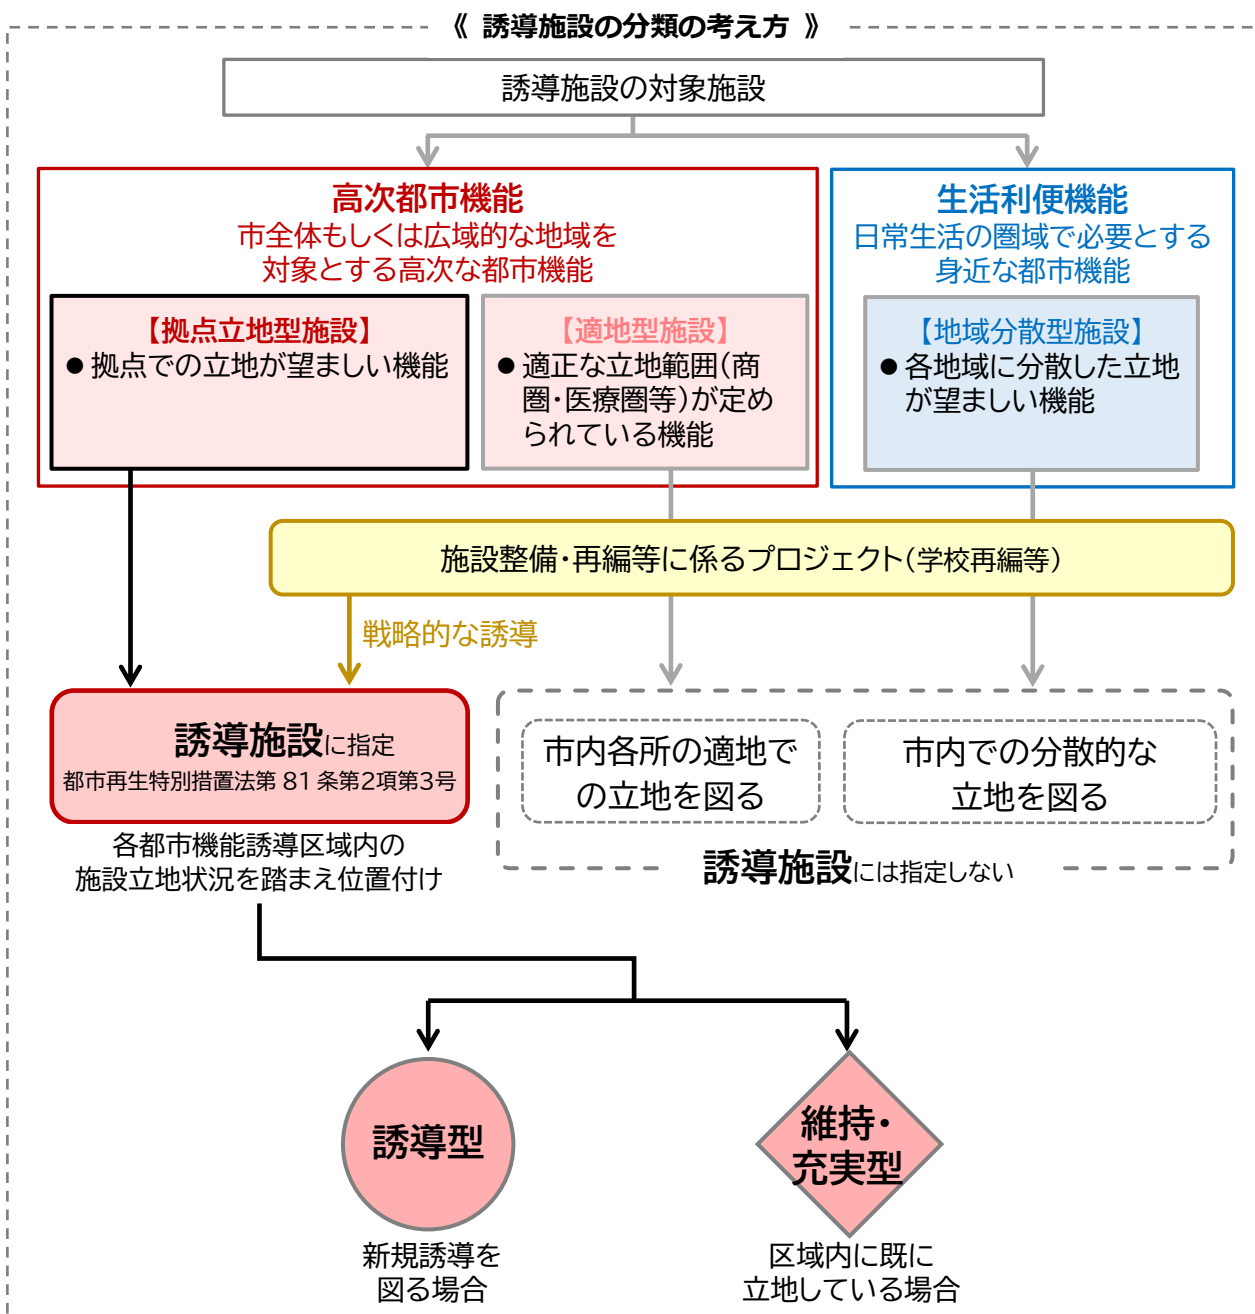 《 誘導施設の分類の考え方 》
誘導施設の対象施設
高次都市機能
市全体もしくは広域的な地域を
対象とする高次な都市機能
【拠点立地型施設】
● 拠点での立地が望ましい機能
【適地型施設】
● 適正な立地範囲(商
圏・医療圏等)が定め
られている機能
生活利便機能
日常生活の圏域で必要とする
身近な都市機能
【地域分散型施設】
● 各地域に分散した立地
が望ましい機能
施設整備・再編等に係るプロジェクト(学校再編等)
戦略的な誘導
誘導施設に指定
都市再生特別措置法第 81 条第2項第3号
各都市機能誘導区域内の
施設立地状況を踏まえ位置付け
市内各所の適地で
の立地を図る
市内での分散的な
立地を図る
誘導施設には指定しない
誘導型
新規誘導を
図る場合
維持・
充実型
区域内に既に
立地している場合